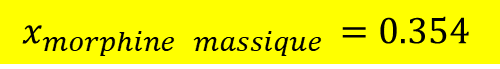 x_morphine massique = 0.354